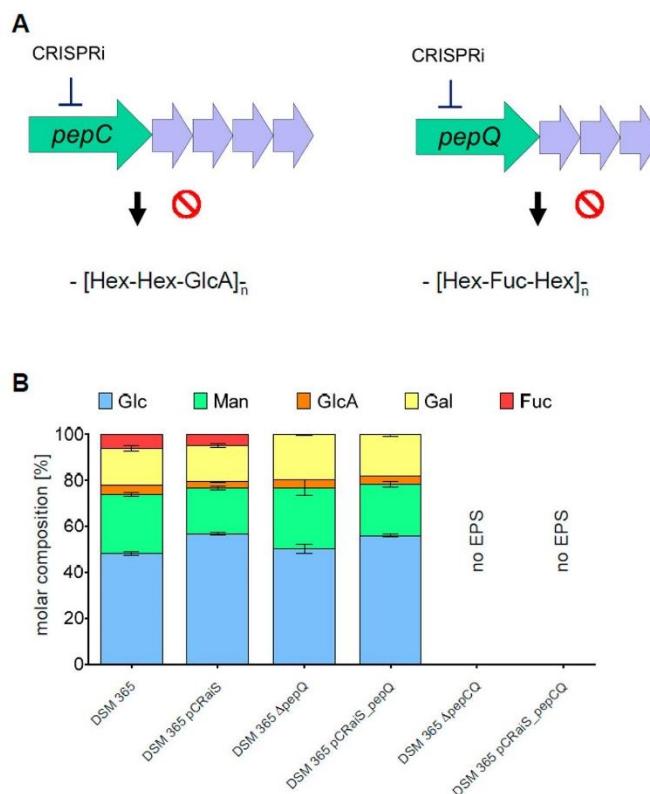 A
CRISPRi CRISPRi
pepC pepQ
- [Hex-Hex-GlcA]n- - [Hex-Fuc-Hex]n-
B
Glc Man GlcA Gal Fuc
molar composition [%]
100
80
60
40
20
0
no EPS no EPS
DSM 365
DSM 365 pCRaiS
DSM 365 ΔpepQ
DSM 365 pCRaiS_pepQ
DSM 365 ΔpepCQ
DSM 365 pCRaiS_pepCQ